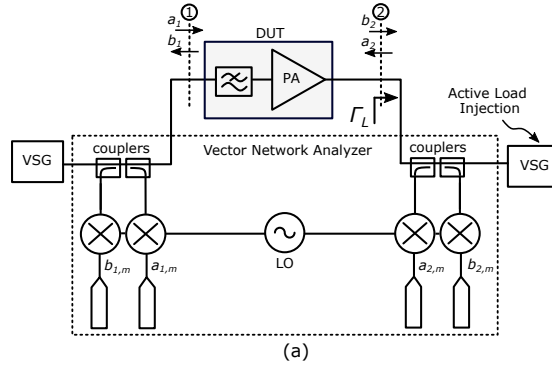 ① ②
a1 b2
b1 a2
DUT
PA
ΓL
Active Load
Injection
VSG
couplers
Vector Network Analyzer
couplers
VSG
LO
b1,m a1,m a2,m b2,m
(a)